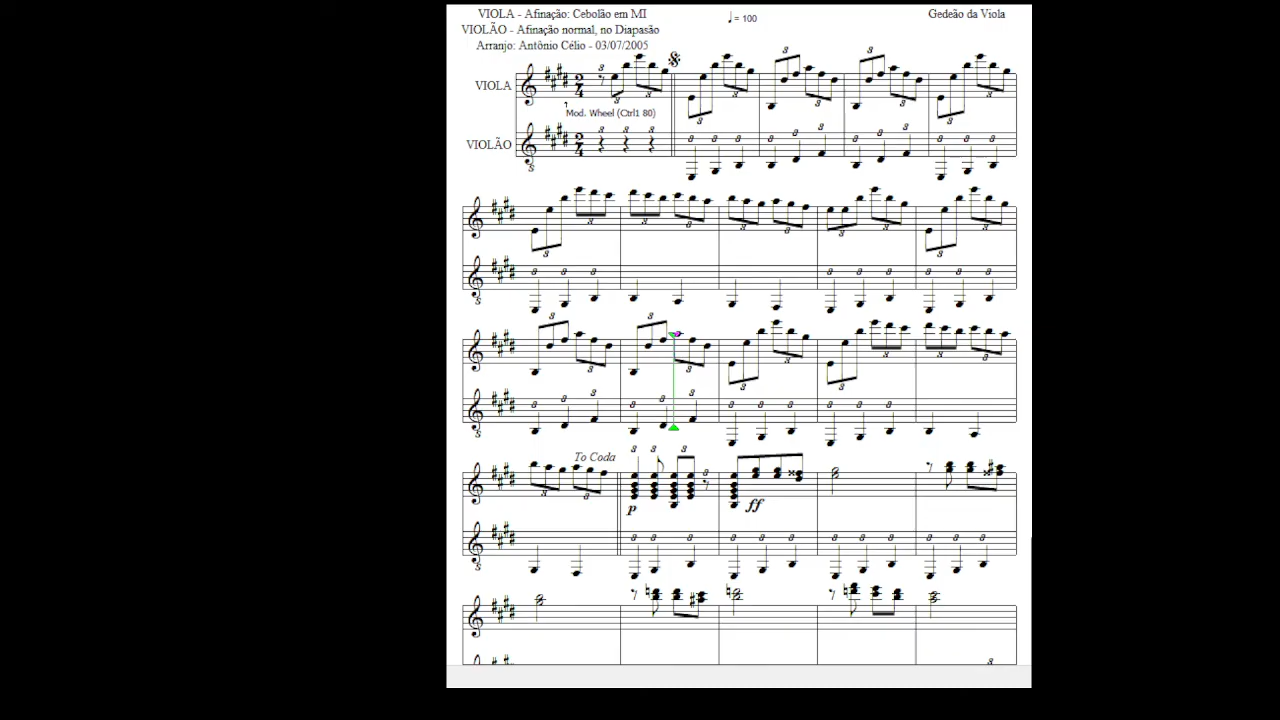 VIOLA - Afinação: Cebolão em MI
♩ = 100
Gedeão da Viola
VIOLÃO - Afinação normal, no Diapasão
Arranjo: Antônio Célio - 03/07/2005
VIOLA
Mod. Wheel (Ctrl1 80)
VIOLÃO
To Coda
p
ff